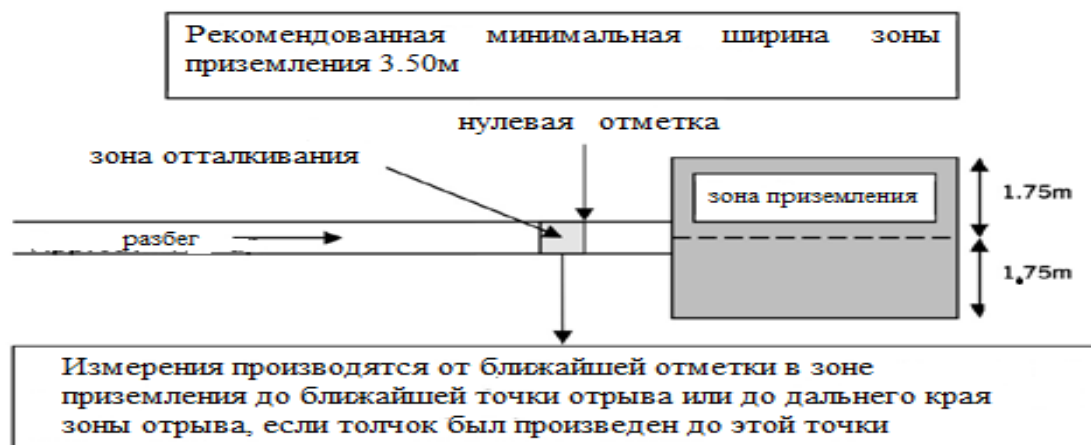 Рекомендованная минимальная ширина зоны
приземления 3.50м
нулевая отметка
зона отталкивания
зона приземления
1.75m
разбег
1.75m
Измерения производятся от ближайшей отметки в зоне
приземления до ближайшей точки отрыва или до дальнего края
зоны отрыва, если толчок был произведен до этой точки